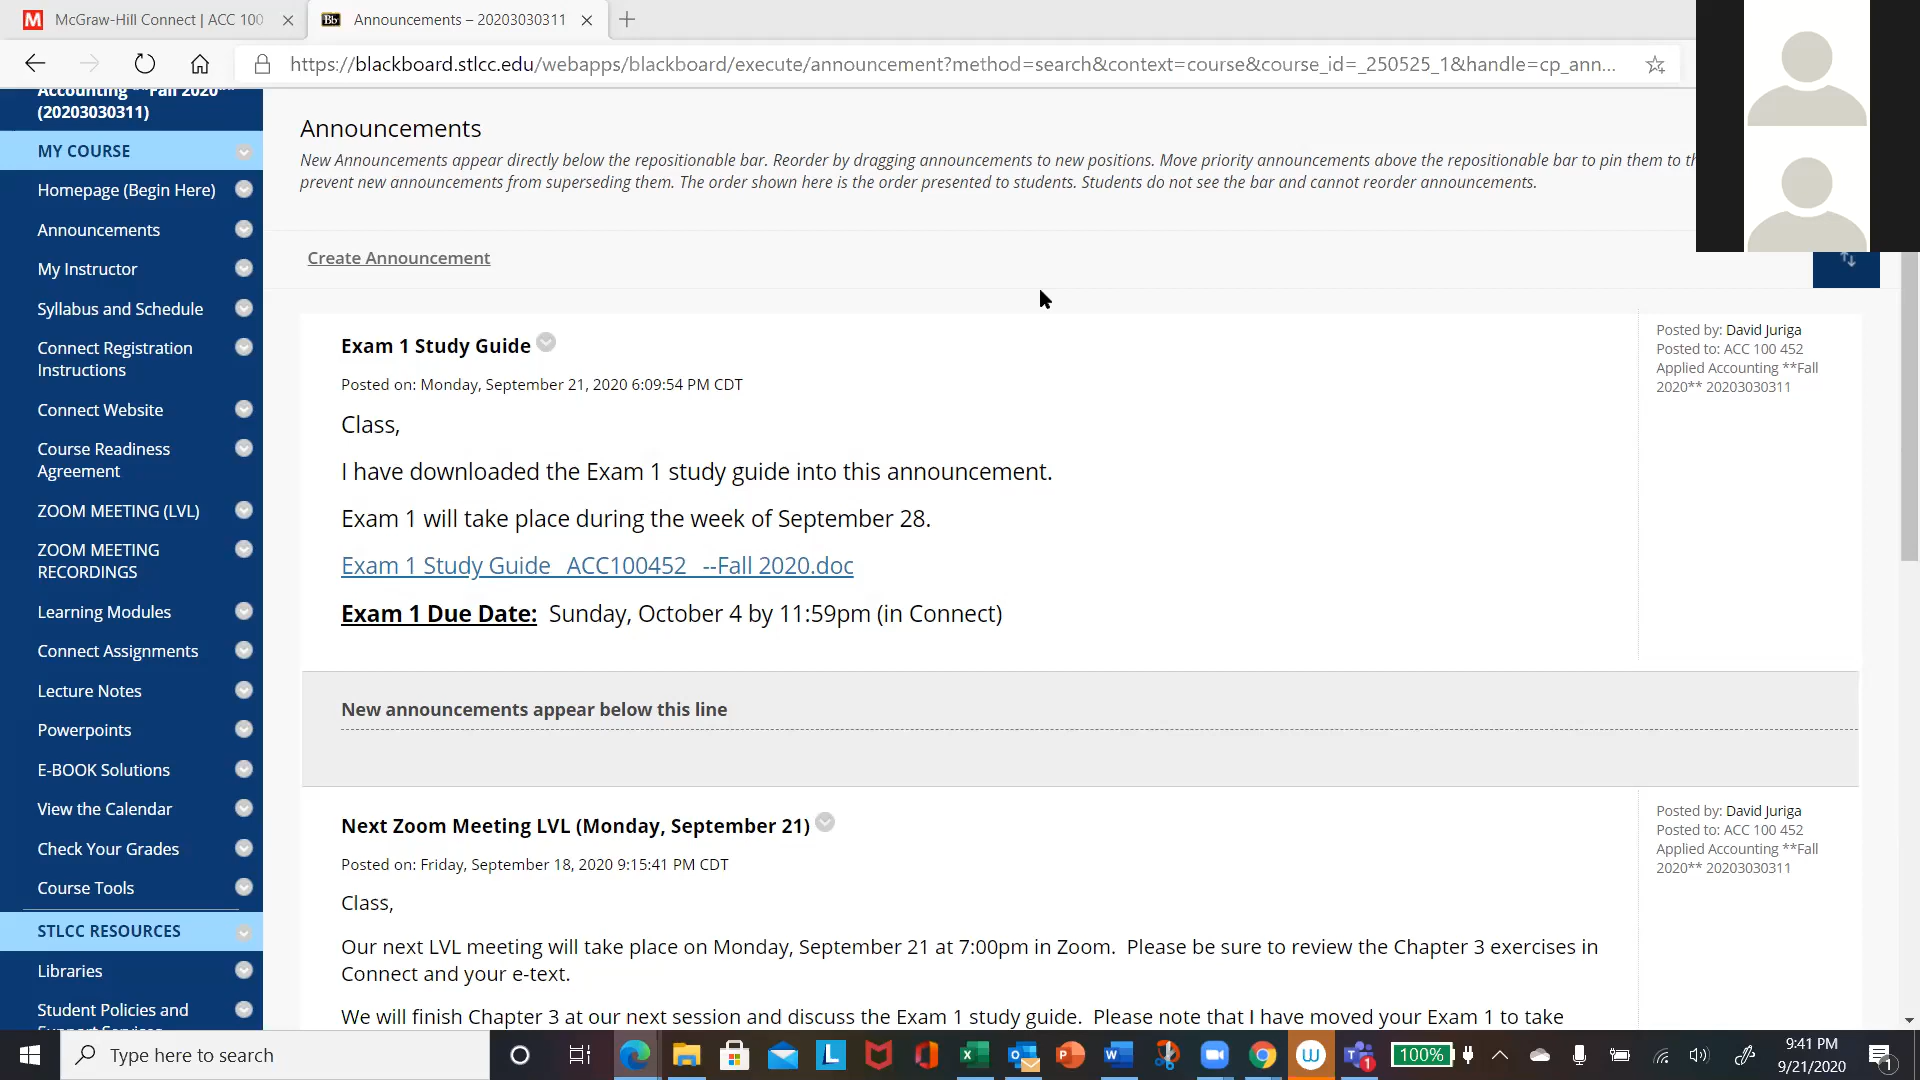 McGraw-Hill Connect | ACC 100
Announcements – 20203030311
https://blackboard.stlcc.edu/webapps/blackboard/execute/announcement?method=search&context=course&course_id=_250525_1&handle=cp_ann...
Accounting **Fall 2020**
(20203030311)
MY COURSE
Homepage (Begin Here)
Announcements
My Instructor
Syllabus and Schedule
Connect Registration
Instructions
Connect Website
Course Readiness
Agreement
ZOOM MEETING (LVL)
ZOOM MEETING
RECORDINGS
Learning Modules
Connect Assignments
Lecture Notes
Powerpoints
E-BOOK Solutions
View the Calendar
Check Your Grades
Course Tools
STLCC RESOURCES
Libraries
Student Policies and
Support Services
Announcements
New Announcements appear directly below the repositionable bar. Reorder by dragging announcements to new positions. Move priority announcements above the repositionable bar to pin them to th
prevent new announcements from superseding them. The order shown here is the order presented to students. Students do not see the bar and cannot reorder announcements.
Create Announcement
Exam 1 Study Guide
Posted on: Monday, September 21, 2020 6:09:54 PM CDT
Class,
I have downloaded the Exam 1 study guide into this announcement.
Exam 1 will take place during the week of September 28.
Exam 1 Study Guide_ ACC100452_ --Fall 2020.doc
Exam 1 Due Date: Sunday, October 4 by 11:59pm (in Connect)
Posted by: David Juriga
Posted to: ACC 100 452
Applied Accounting **Fall
2020** 20203030311
New announcements appear below this line
Next Zoom Meeting LVL (Monday, September 21)
Posted on: Friday, September 18, 2020 9:15:41 PM CDT
Class,
Our next LVL meeting will take place on Monday, September 21 at 7:00pm in Zoom. Please be sure to review the Chapter 3 exercises in
Connect and your e-text.
We will finish Chapter 3 at our next session and discuss the Exam 1 study guide. Please note that I have moved your Exam 1 to take
Posted by: David Juriga
Posted to: ACC 100 452
Applied Accounting **Fall
2020** 20203030311
Type here to search
100%
9:41 PM
9/21/2020
1